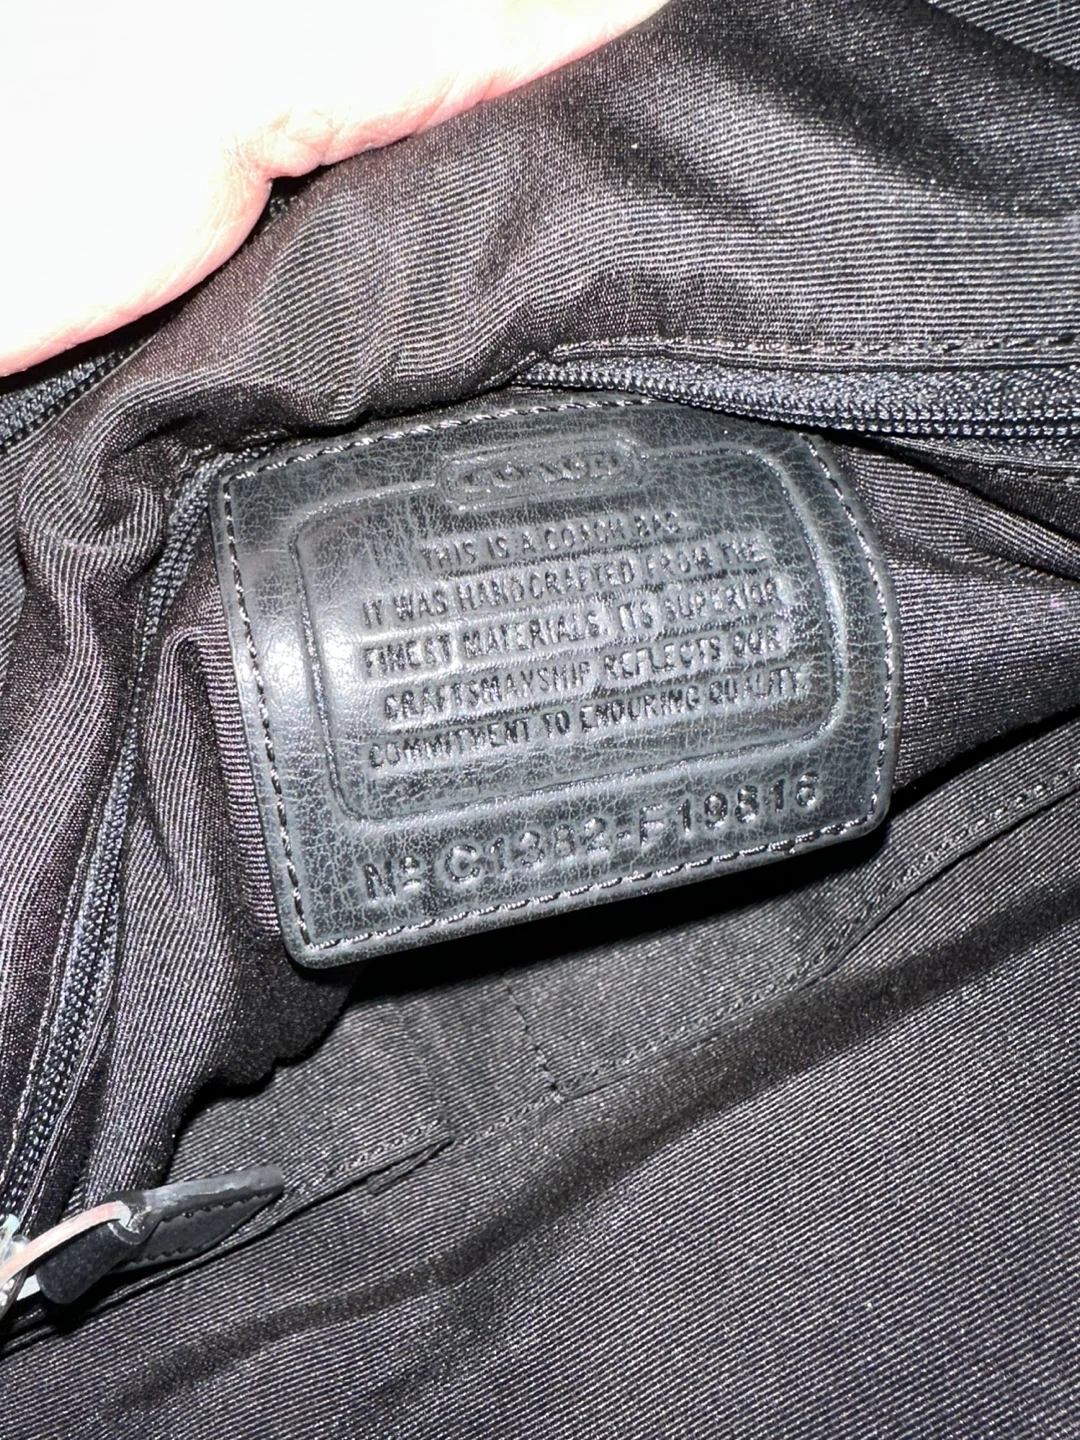 COACH
THIS IS A COACH BAG.
IT WAS HANDCRAFTED FROM THE
FINEST MATERIALS. ITS SUPERIOR
CRAFTSMANSHIP REFLECTS OUR
COMMITMENT TO ENDURING QUALITY.
Nº C1382-F19816